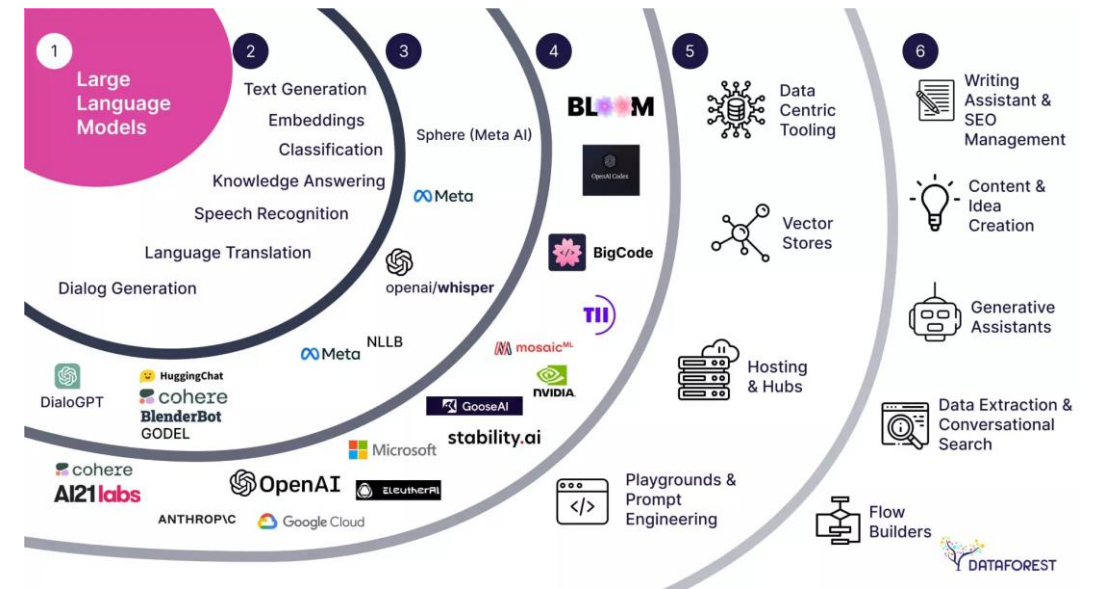 1
Large
Language
Models
2
Text Generation
Embeddings
Classification
Knowledge Answering
Speech Recognition
Language Translation
Dialog Generation
3
Sphere (Meta AI)
Meta
openai/whisper
Meta
NLLB
DialoGPT
HuggingChat
cohere
BlenderBot
GODEL
4
BLOOM
OpenAI Codex
BigCode
TII
mosaicML
NVIDIA.
GooseAI
stability.ai
Microsoft
EleutherAI
OpenAI
Google Cloud
cohere
AI21labs
ANTHROP\C
5
Data
Centric
Tooling
Vector
Stores
Hosting
& Hubs
Playgrounds &
Prompt
Engineering
</>
6
Writing
Assistant &
SEO
Management
Content &
Idea
Creation
Generative
Assistants
Data Extraction &
Conversational
Search
Flow
Builders
DATAFOREST